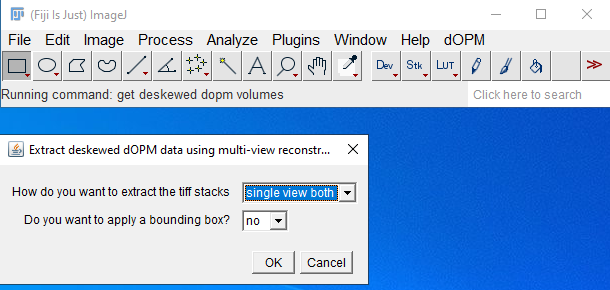 (Fiji Is Just) ImageJ
File Edit Image Process Analyze Plugins Window Help dOPM
A Dev Stk LUT >>
Running command: get deskewed dopm volumes Click here to search
Extract deskewed dOPM data using multi-view reconstr...
How do you want to extract the tiff stacks single view both
Do you want to apply a bounding box? no
OK Cancel